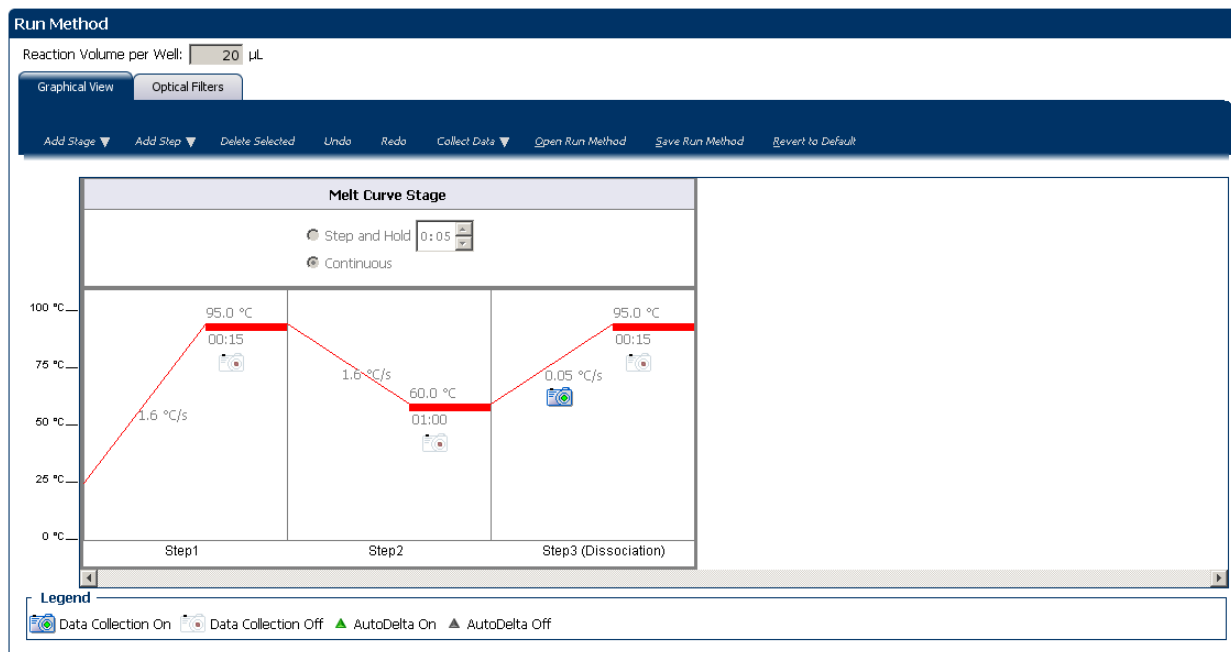 Run Method
Reaction Volume per Well: 20 µL
Graphical View Optical Filters
Add Stage ▼ Add Step ▼ Delete Selected Undo Redo Collect Data ▼ Open Run Method Save Run Method Revert to Default
Melt Curve Stage
Step and Hold 0:05
Continuous
100 °C
75 °C
50 °C
25 °C
0 °C
1.6 °C/s
95.0 °C
00:15
1.6 °C/s
60.0 °C
01:00
0.05 °C/s
95.0 °C
00:15
Step1 Step2 Step3 (Dissociation)
Legend
Data Collection On Data Collection Off AutoDelta On AutoDelta Off